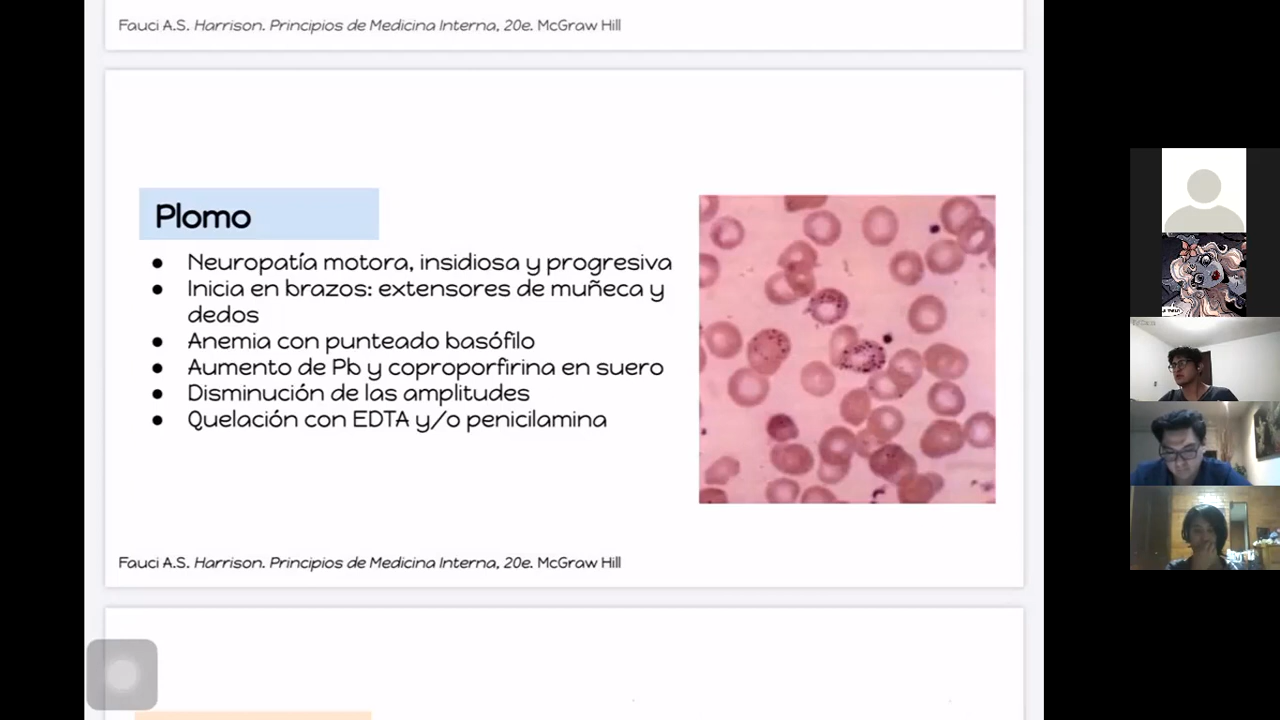 Fauci A.S. Harrison. Principios de Medicina Interna, 20e. McGraw Hill
Plomo
● Neuropatía motora, insidiosa y progresiva
● Inicia en brazos: extensores de muñeca y
dedos
● Anemia con punteado basófilo
● Aumento de Pb y coproporfirina en suero
● Disminución de las amplitudes
● Quelación con EDTA y/o penicilamina
Fauci A.S. Harrison. Principios de Medicina Interna, 20e. McGraw Hill